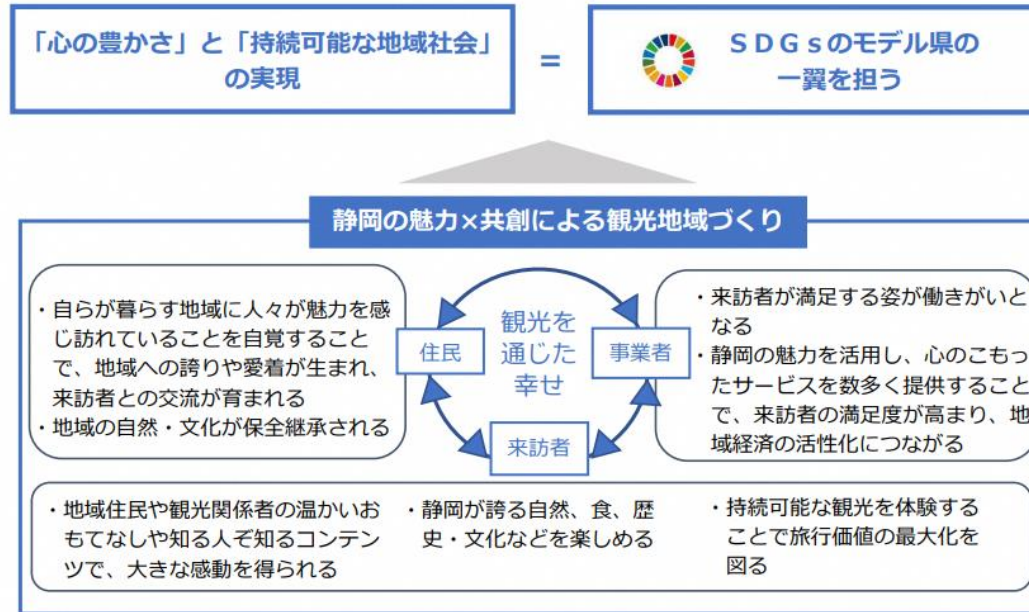 「心の豊かさ」と「持続可能な地域社会」
の実現
=
SDGsのモデル県の
一翼を担う
静岡の魅力×共創による観光地域づくり
・自らが暮らす地域に人々が魅力を感
じ訪れていることを自覚すること
で、地域への誇りや愛着が生まれ、
来訪者との交流が育まれる
・地域の自然・文化が保全継承される
住民
観光を
通じた
幸せ
事業者
来訪者
・来訪者が満足する姿が働きがいと
なる
・静岡の魅力を活用し、心のこもっ
たサービスを数多く提供すること
で、来訪者の満足度が高まり、地
域経済の活性化につながる
・地域住民や観光関係者の温かいお
もてなしや知る人ぞ知るコンテン
ツで、大きな感動を得られる
・静岡が誇る自然、食、歴
史・文化などを楽しめる
・持続可能な観光を体験する
ことで旅行価値の最大化を
図る